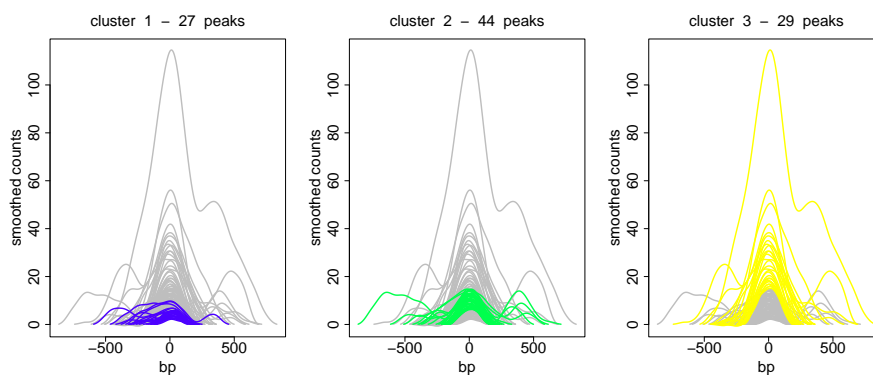 cluster 1 − 27 peaks
smoothed counts
0 20 40 60 80 100
−500 0 500
bp
cluster 2 − 44 peaks
smoothed counts
0 20 40 60 80 100
−500 0 500
bp
cluster 3 − 29 peaks
smoothed counts
0 20 40 60 80 100
−500 0 500
bp